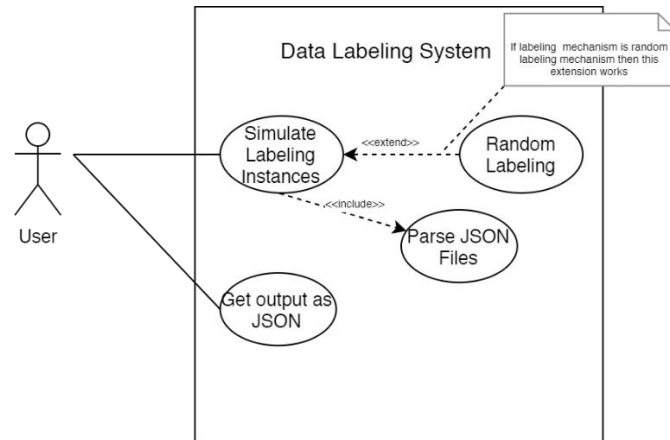 If labeling mechanism is random
labeling mechanism then this
extension works
Data Labeling System
Simulate
Labeling
Instances
<<extend>>
Random
Labeling
<<include>>
Parse JSON
Files
User
Get output as
JSON